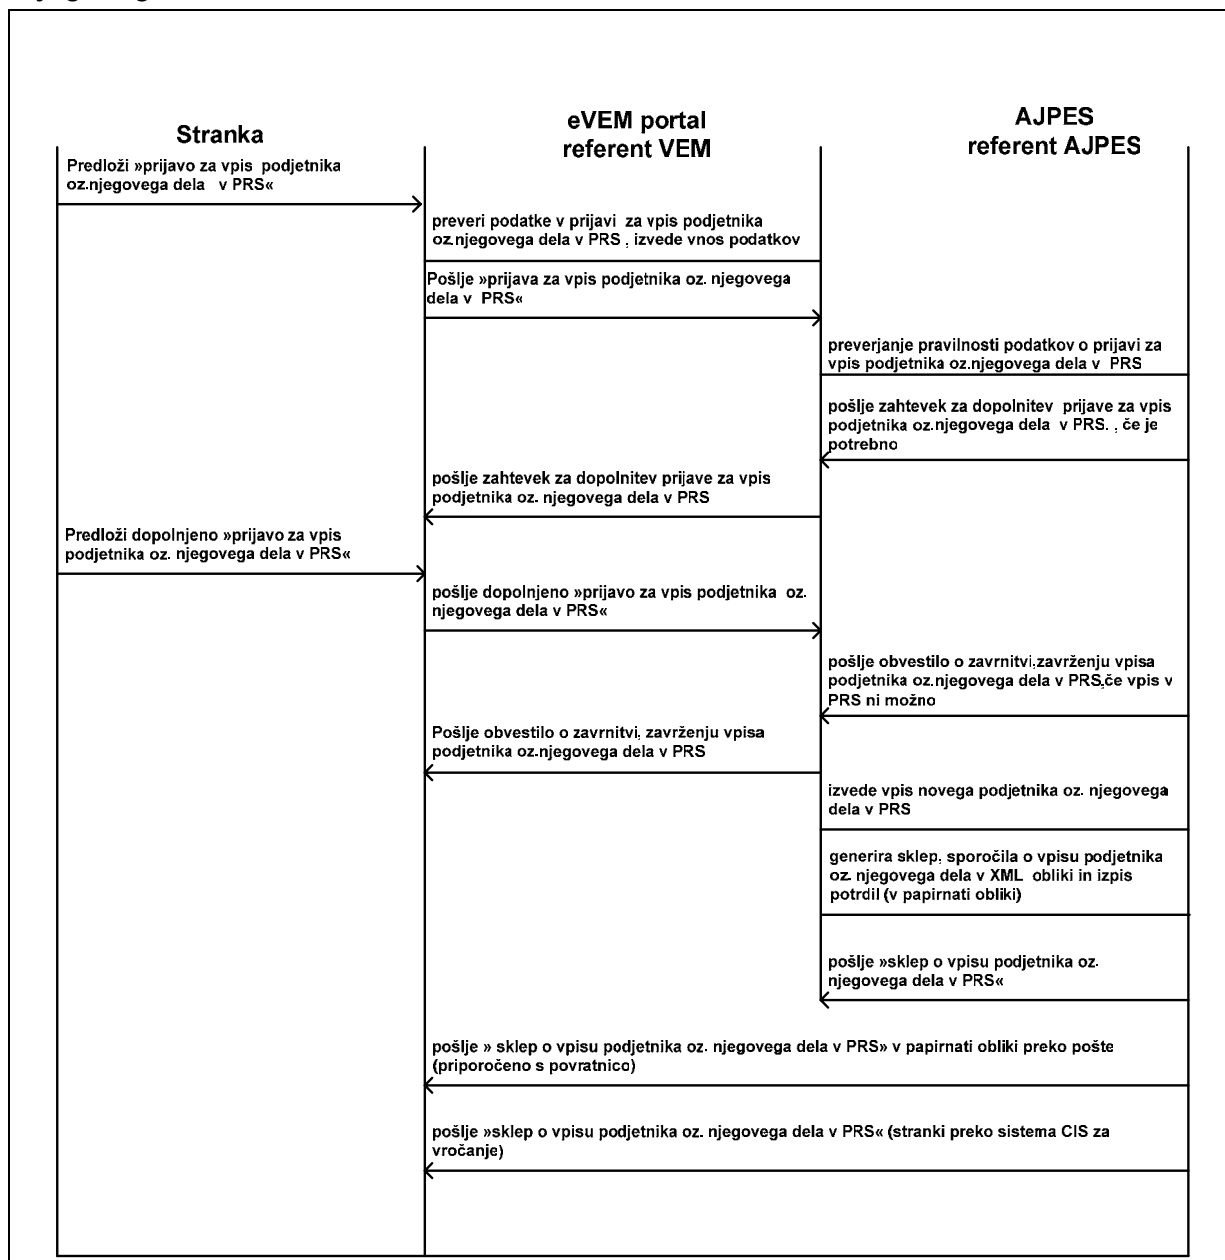 Stranka
eVEM portal
referent VEM
AJPES
referent AJPES
Predloži »prijavo za vpis podjetnika
oz.njegovega dela v PRS«
preveri podatke v prijavi za vpis podjetnika
oz.njegovega dela v PRS , izvede vnos podatkov
Pošlje »prijava za vpis podjetnika oz. njegovega
dela v PRS«
preverjanje pravilnosti podatkov o prijavi za
vpis podjetnika oz.njegovega dela v PRS
pošlje zahtevek za dopolnitev prijave za vpis
podjetnika oz.njegovega dela v PRS. , če je
potrebno
pošlje zahtevek za dopolnitev prijave za vpis
podjetnika oz. njegovega dela v PRS
Predloži dopolnjeno »prijavo za vpis
podjetnika oz. njegovega dela v PRS«
pošlje dopolnjeno »prijavo za vpis podjetnika oz.
njegovega dela v PRS«
pošlje obvestilo o zavrnitvi,zavrženju vpisa
podjetnika oz.njegovega dela v PRS,če vpis v
PRS ni možno
Pošlje obvestilo o zavrnitvi, zavrženju vpisa
podjetnika oz.njegovega dela v PRS
izvede vpis novega podjetnika oz. njegovega
dela v PRS
generira sklep, sporočila o vpisu podjetnika
oz. njegovega dela v XML obliki in izpis
potrdil (v papirnati obliki)
pošlje »sklep o vpisu podjetnika oz.
njegovega dela v PRS«
pošlje » sklep o vpisu podjetnika oz. njegovega dela v PRS» v papirnati obliki preko pošte
(priporočeno s povratnico)
pošlje »sklep o vpisu podjetnika oz. njegovega dela v PRS« (stranki preko sistema CIS za
vročanje)